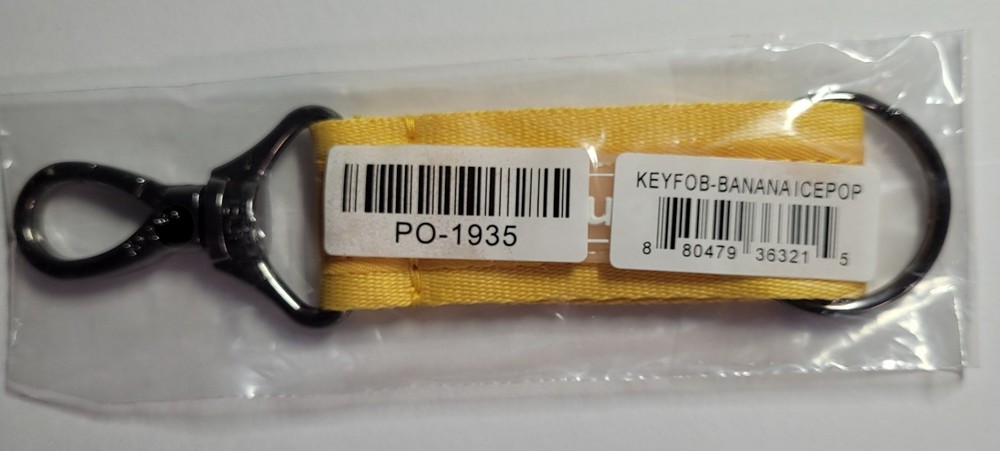 PO-1935
KEYFOB-BANANAICEPOP
8 80479 36321 5